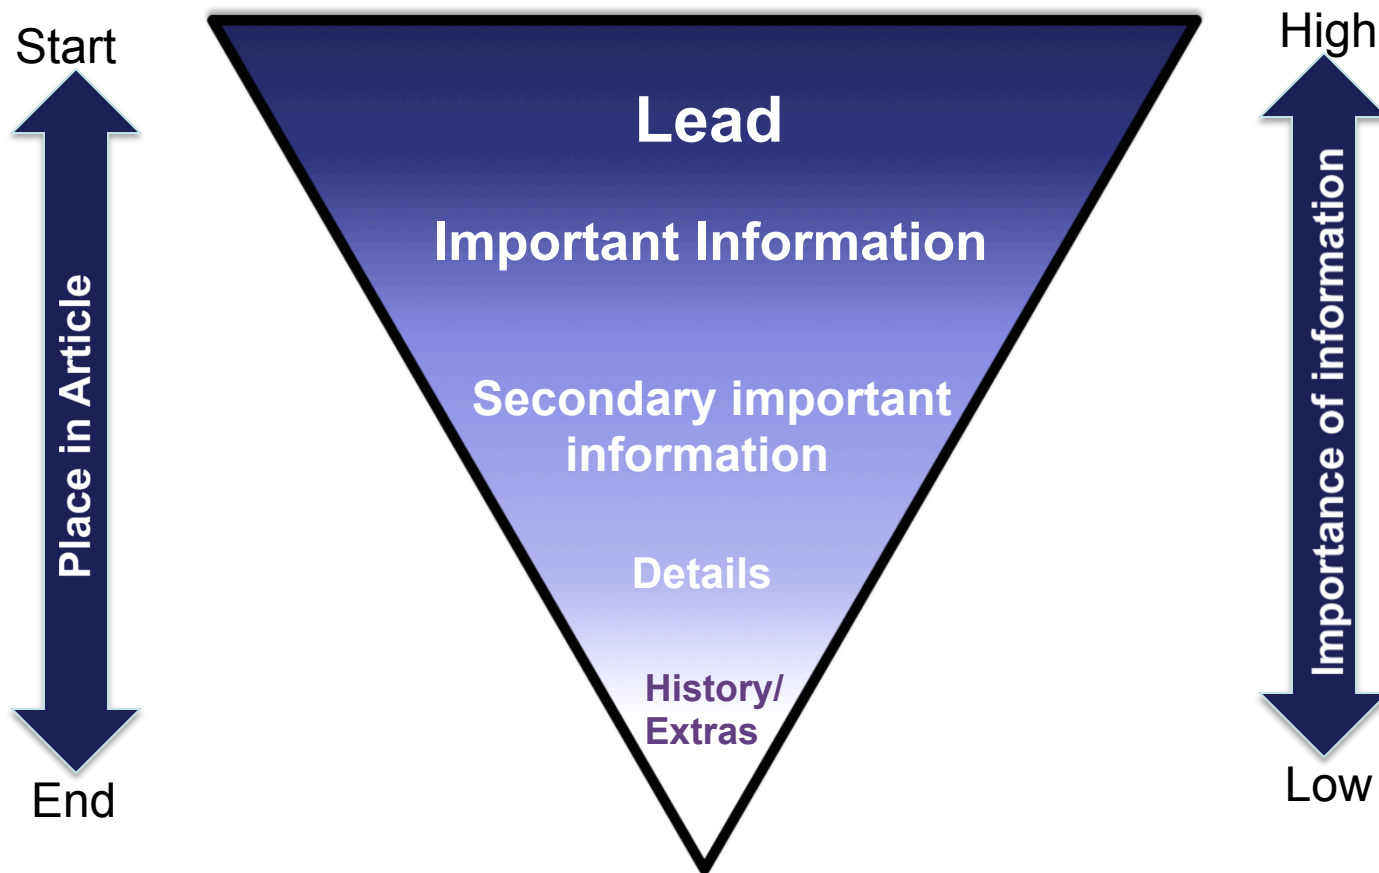 Start
High
Lead
Important Information
Secondary important
information
Details
History/
Extras
Place in Article
Importance of information
End
Low